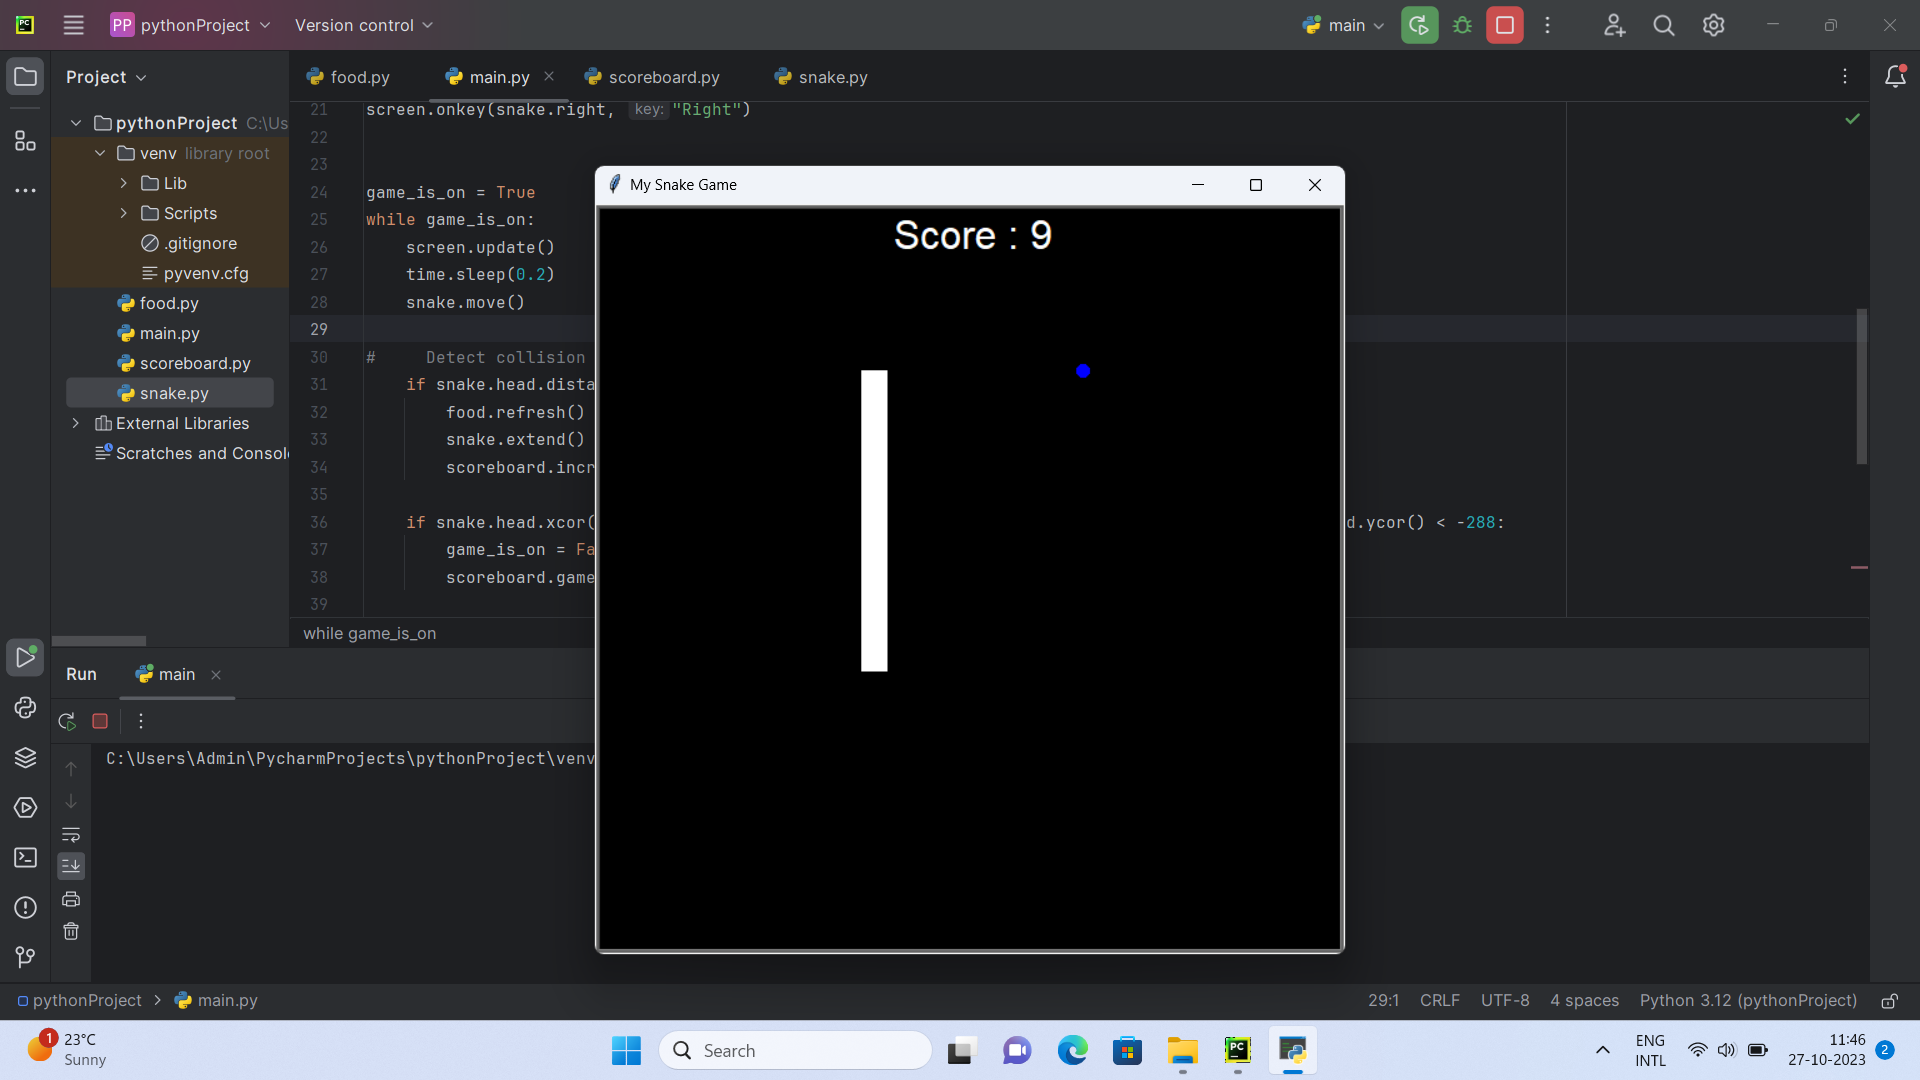 PP pythonProject Version control main
Project food.py main.py scoreboard.py snake.py
pythonProject C:\Us
venv library root
Lib
Scripts
.gitignore
pyvenv.cfg
food.py
main.py
scoreboard.py
snake.py
External Libraries
Scratches and Consol
21 screen.onkey(snake.right, key: "Right")
22
23
24 game_is_on = True
25 while game_is_on:
26 screen.update()
27 time.sleep(0.2)
28 snake.move()
29
30 # Detect collision
31 if snake.head.dista
32 food.refresh()
33 snake.extend()
34 scoreboard.incr
35
36 if snake.head.xcor( d.ycor() < -288:
37 game_is_on = Fa
38 scoreboard.game
39
while game_is_on
My Snake Game
Score : 9
Run main
C:\Users\Admin\PycharmProjects\pythonProject\venv
pythonProject > main.py 29:1 CRLF UTF-8 4 spaces Python 3.12 (pythonProject)
1 23°C
Sunny
Search
PC
ENG
INTL
11:46
27-10-2023
2